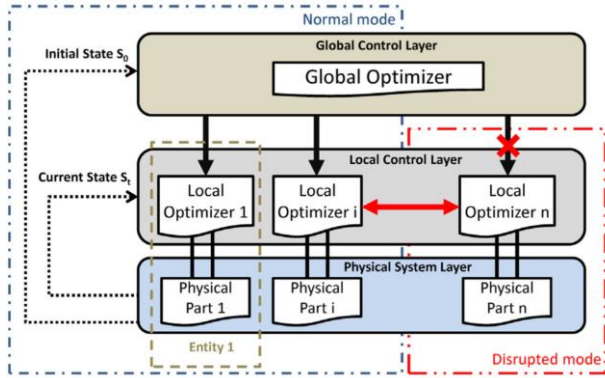 Normal mode
Initial State S₀
Global Control Layer
Global Optimizer
Current State Sₜ
Local Control Layer
Local
Optimizer 1
Local
Optimizer i
Local
Optimizer n
Physical System Layer
Physical
Part 1
Physical
Part i
Physical
Part n
Entity 1
Disrupted mode